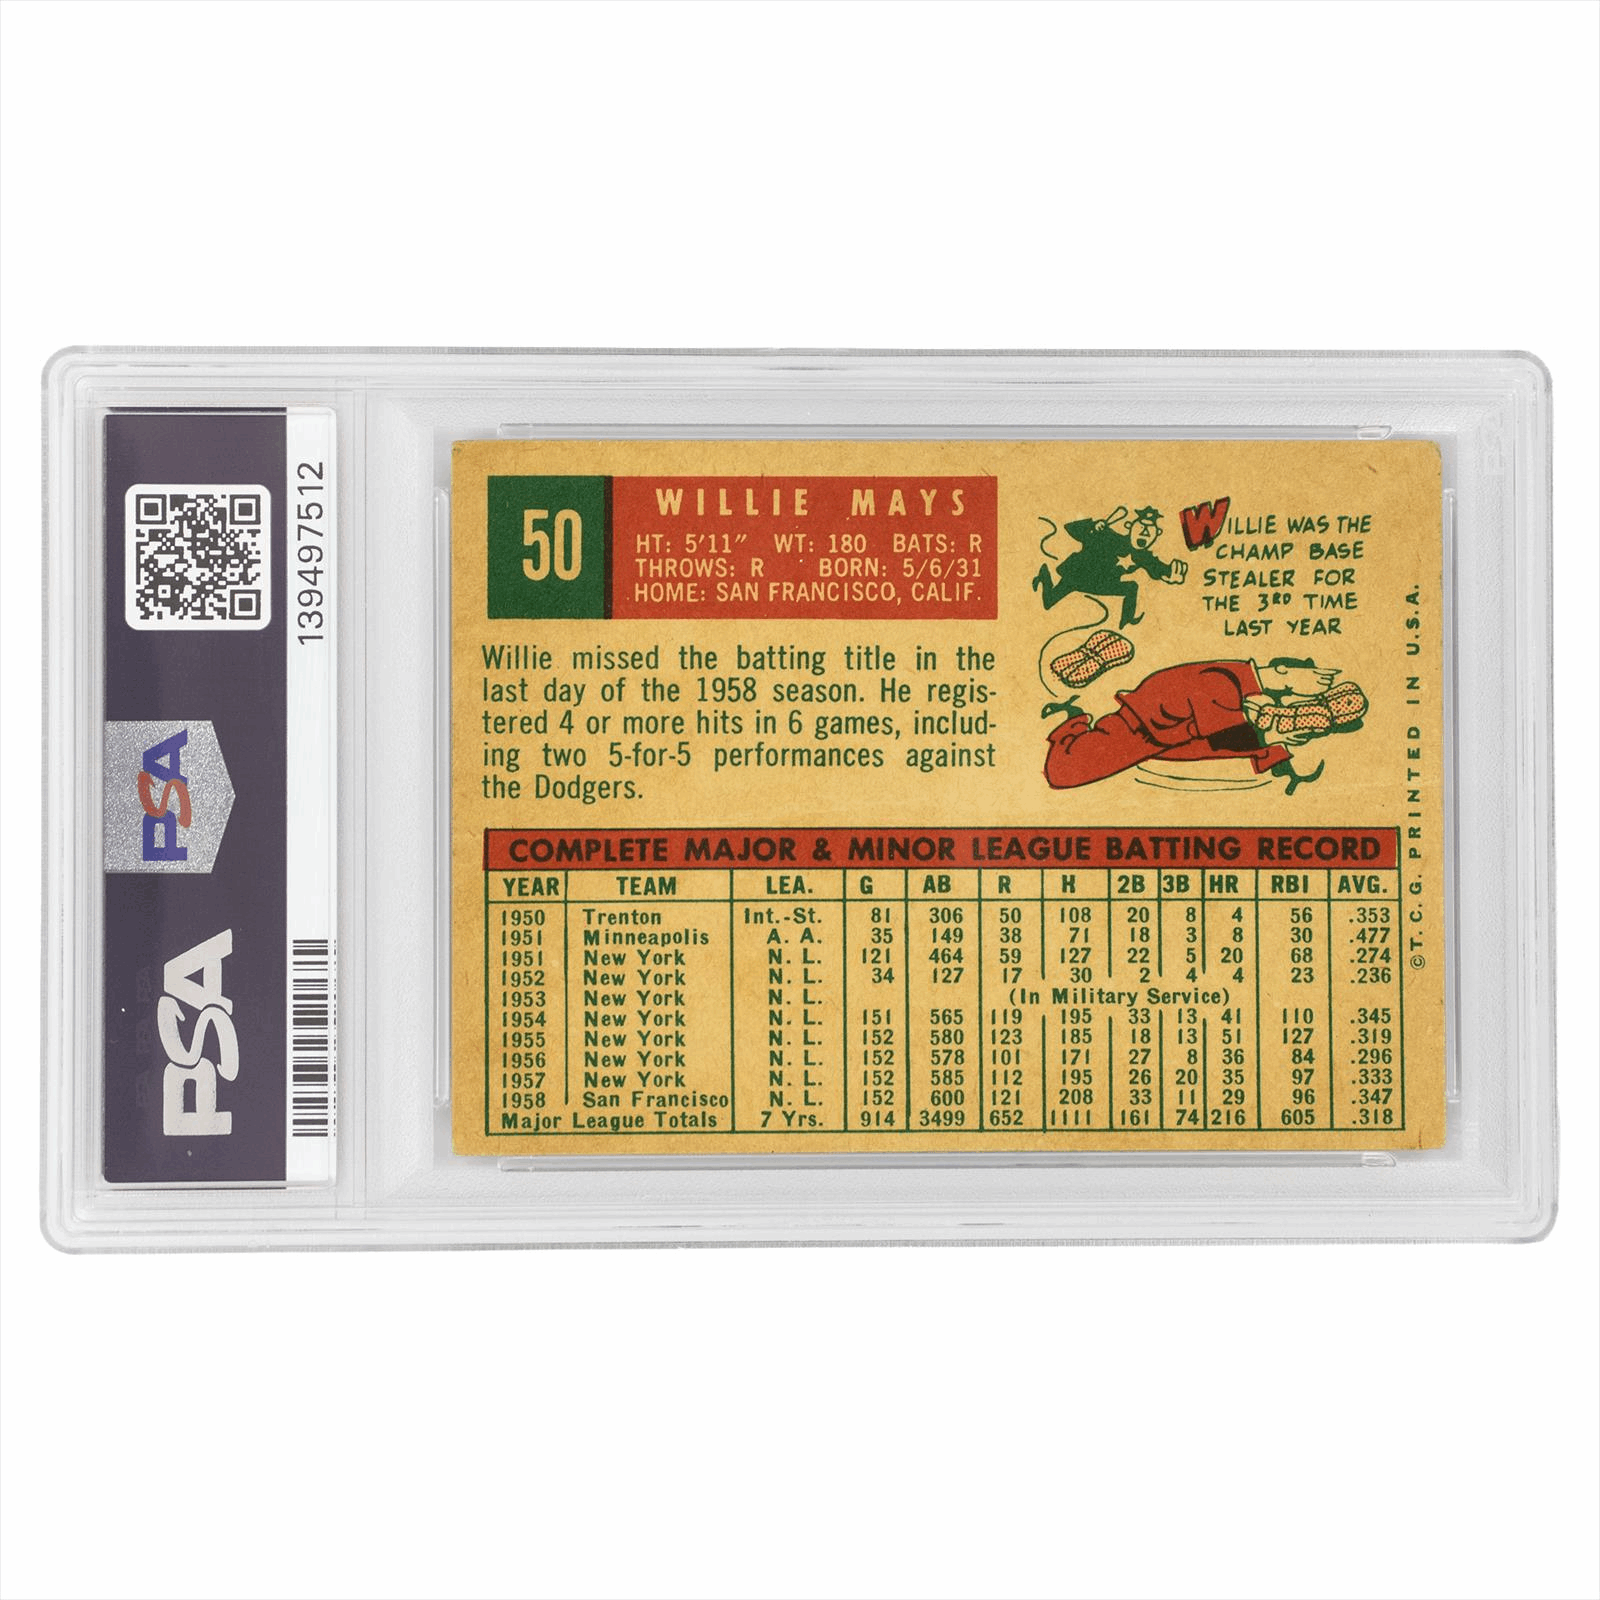 139497512
PSA
PSA
50
WILLIE MAYS
HT: 5'11" WT: 180 BATS: R
THROWS: R BORN: 5/6/31
HOME: SAN FRANCISCO, CALIF.
Willie missed the batting title in the
last day of the 1958 season. He regis-
tered 4 or more hits in 6 games, includ-
ing two 5-for-5 performances against
the Dodgers.
WILLIE WAS THE
CHAMP BASE
STEALER FOR
THE 3RD TIME
LAST YEAR
COMPLETE MAJOR & MINOR LEAGUE BATTING RECORD
YEAR TEAM LEA. G AB R H 2B 3B HR RBI AVG.
1950 Trenton Int.-St. 81 306 50 108 20 8 4 56 .353
1951 Minneapolis A. A. 35 149 38 71 18 3 8 30 .477
1951 New York N. L. 121 464 59 127 22 5 20 68 .274
1952 New York N. L. 34 127 17 30 2 4 4 23 .236
1953 New York N. L. (In Military Service)
1954 New York N. L. 151 565 119 195 33 13 41 110 .345
1955 New York N. L. 152 580 123 185 18 13 51 127 .319
1956 New York N. L. 152 578 101 171 27 8 36 84 .296
1957 New York N. L. 152 585 112 195 26 20 35 97 .333
1958 San Francisco N. L. 152 600 121 208 33 11 29 96 .347
Major League Totals 7 Yrs. 914 3499 652 1111 161 74 216 605 .318
© T. C. G. PRINTED IN U.S.A.